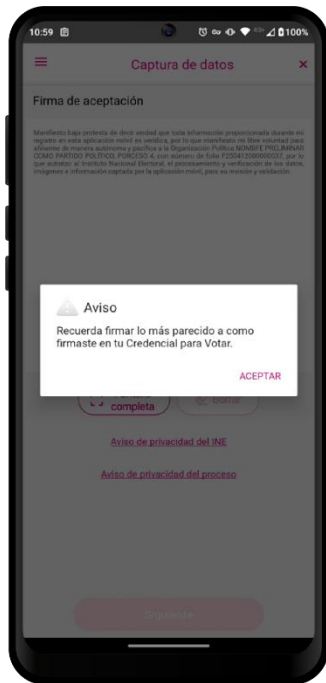 10:59
4G+
100%
Captura de datos
×
Firma de aceptación
Manifiesto bajo protesta de decir verdad que toda información proporcionada durante mi
registro en esta aplicación móvil es verídica, por lo que manifiesto mi libre voluntad para
afiliarme de manera autónoma y pacífica a la Organización Política NOMBRE PRELIMINAR
COMO PARTIDO POLÍTICO, PORCESO 4, con número de folio
por lo
que autorizo al Instituto Nacional Electoral, el procesamiento y verificación de los datos,
imágenes e información captada por la aplicación móvil, para su revisión y validación.
Aviso
Recuerda firmar lo más parecido a como
firmaste en tu Credencial para Votar.
ACEPTAR
completa
Borrar
Aviso de privacidad del INE
Aviso de privacidad del proceso
Siguiente